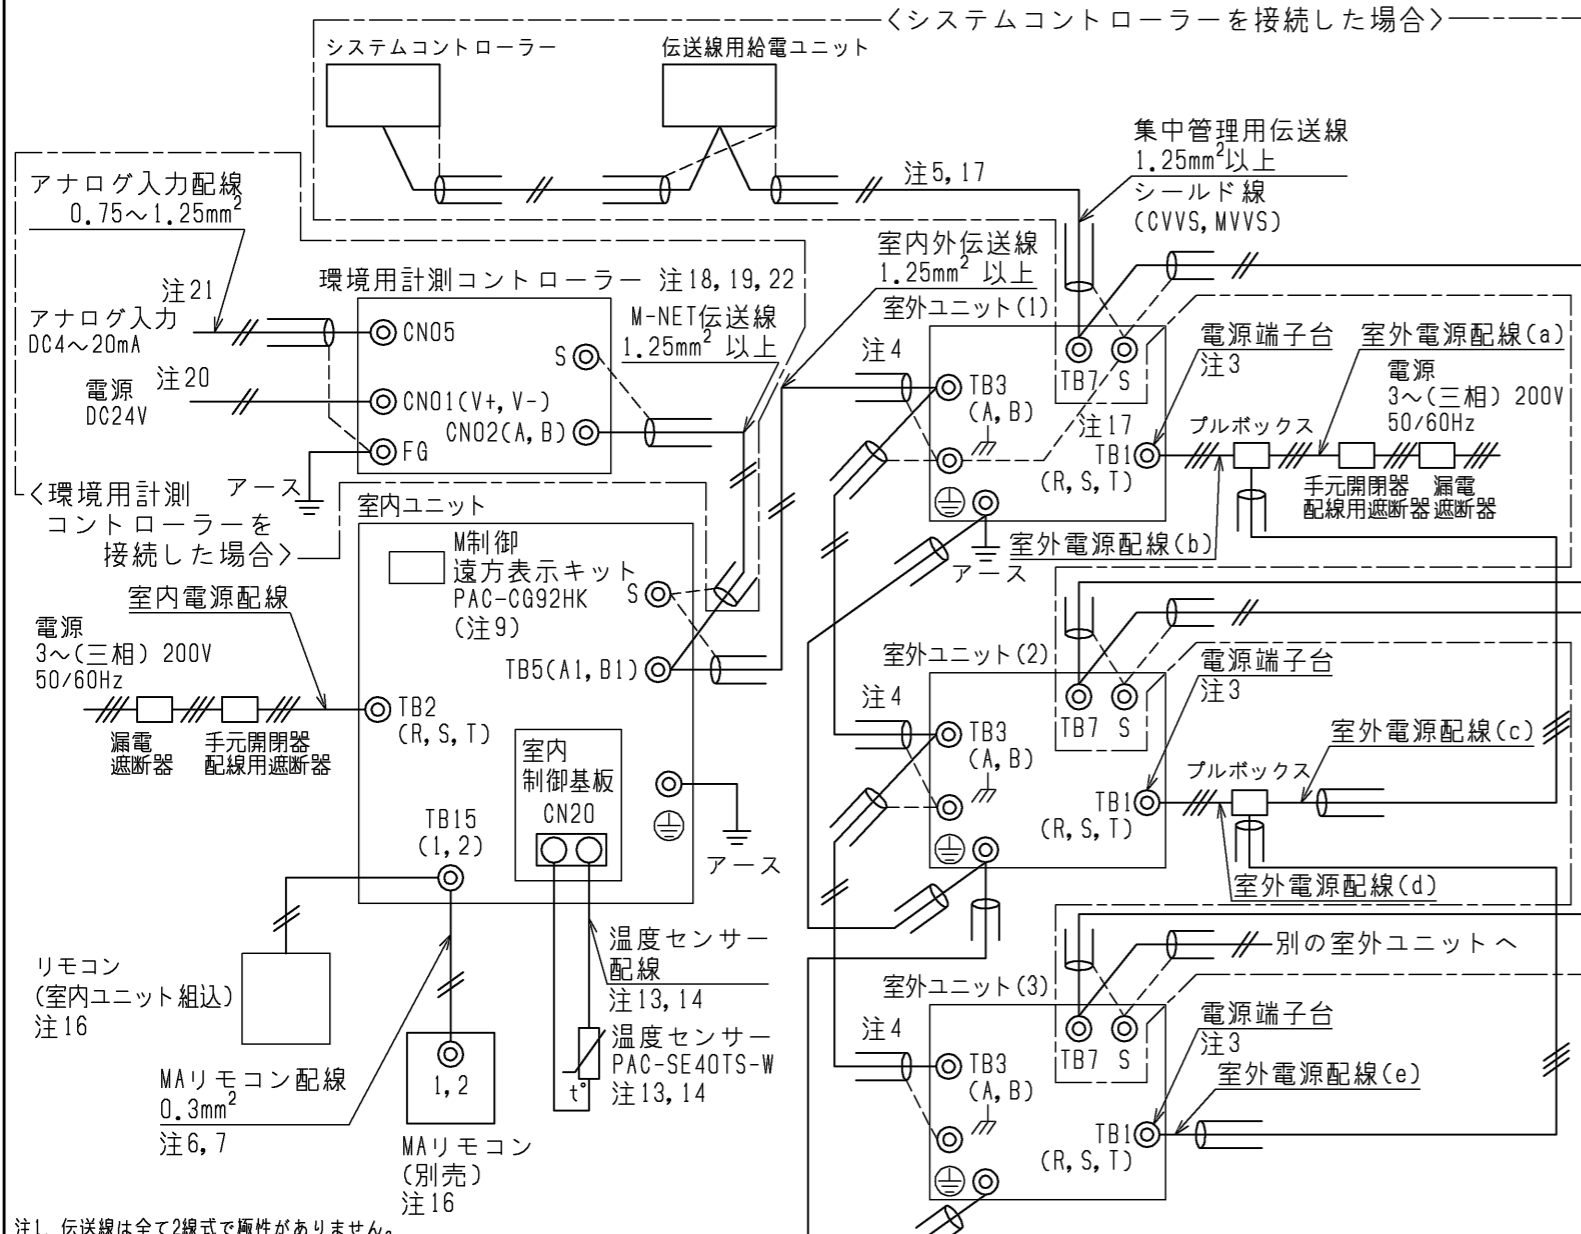 〈システムコントローラーを接続した場合〉
システムコントローラー
伝送線用給電ユニット
注5,17
集中管理用伝送線
1.25mm²以上
シールド線
(CVVS,MVVS)
アナログ入力配線
0.75～1.25mm²
注21
アナログ入力
DC4～20mA
電源
DC24V
注20
環境用計測コントローラー 注18,19,22
CN05
S
CN01(V+,V-)
CN02(A,B)
FG
アース
M-NET伝送線
1.25mm² 以上
〈環境用計測
コントローラーを
接続した場合〉
室内外伝送線
1.25mm² 以上
室外ユニット(1)
注4
TB3
(A,B)
TB7
S
注17
TB1
(R,S,T)
アース
電源端子台
注3
室外電源配線(a)
電源
3～(三相) 200V
50/60Hz
プルボックス
手元開閉器
配線用遮断器
漏電
遮断器
室外電源配線(b)
室内ユニット
M制御
遠方表示キット
PAC-CG92HK
(注9)
S
TB5(A1,B1)
室内電源配線
電源
3～(三相) 200V
50/60Hz
漏電
遮断器
手元開閉器
配線用遮断器
TB2
(R,S,T)
室内
制御基板
CN20
TB15
(1,2)
アース
リモコン
(室内ユニット組込)
注16
MAリモコン配線
0.3mm²
注6,7
1,2
MAリモコン
(別売)
注16
温度センサー
配線
注13,14
温度センサー
PAC-SE40TS-W
注13,14
t°
室外ユニット(2)
注4
TB3
(A,B)
TB7
S
TB1
(R,S,T)
電源端子台
注3
室外電源配線(c)
プルボックス
室外電源配線(d)
室外ユニット(3)
注4
TB3
(A,B)
TB7
S
TB1
(R,S,T)
別の室外ユニットへ
電源端子台
注3
室外電源配線(e)
注1. 伝送線は全て2線式で極性がありません。